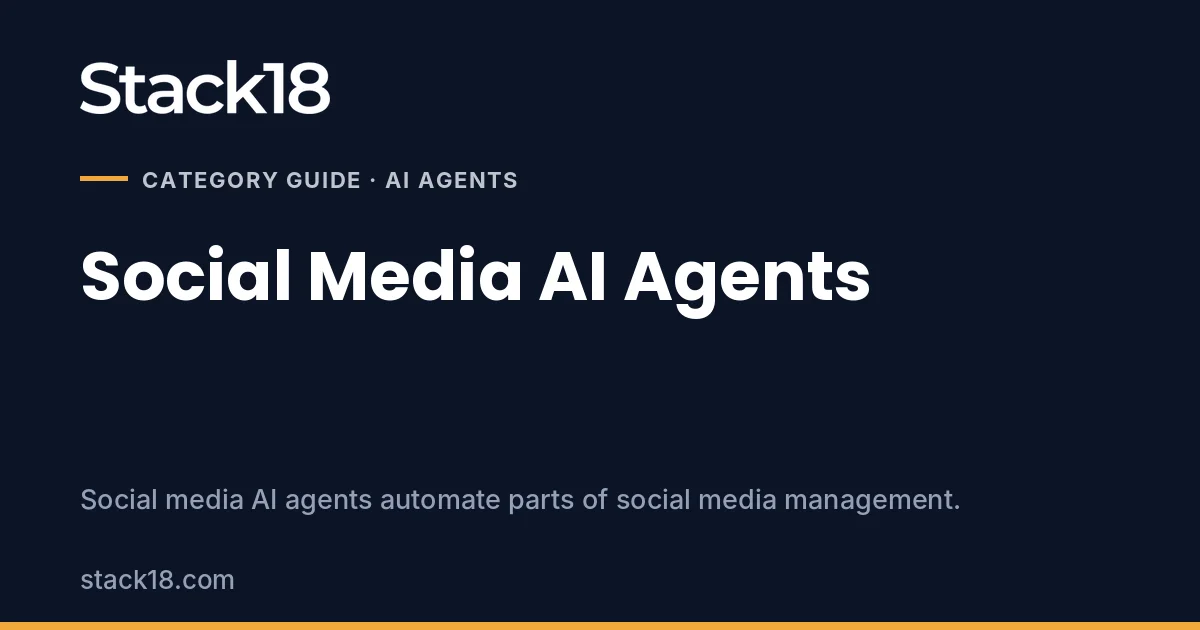 Stack18
CATEGORY GUIDE · AI AGENTS
Social Media AI Agents
Social media AI agents automate parts of social media management.
stack18.com